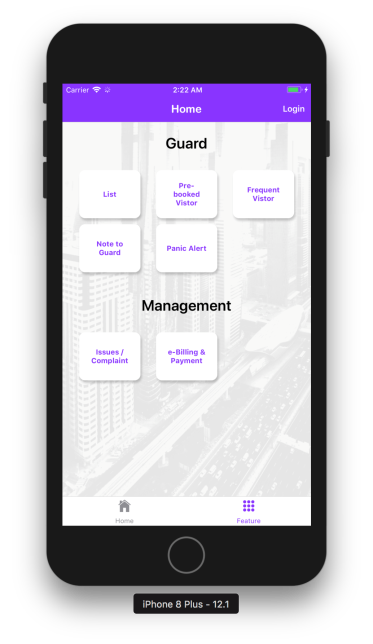 Carrier 2:22 AM
Home Login
Guard
List
Pre-
booked
Vistor
Frequent
Vistor
Note to
Guard
Panic Alert
Management
Issues /
Complaint
e-Billing &
Payment
Home Feature
iPhone 8 Plus - 12.1